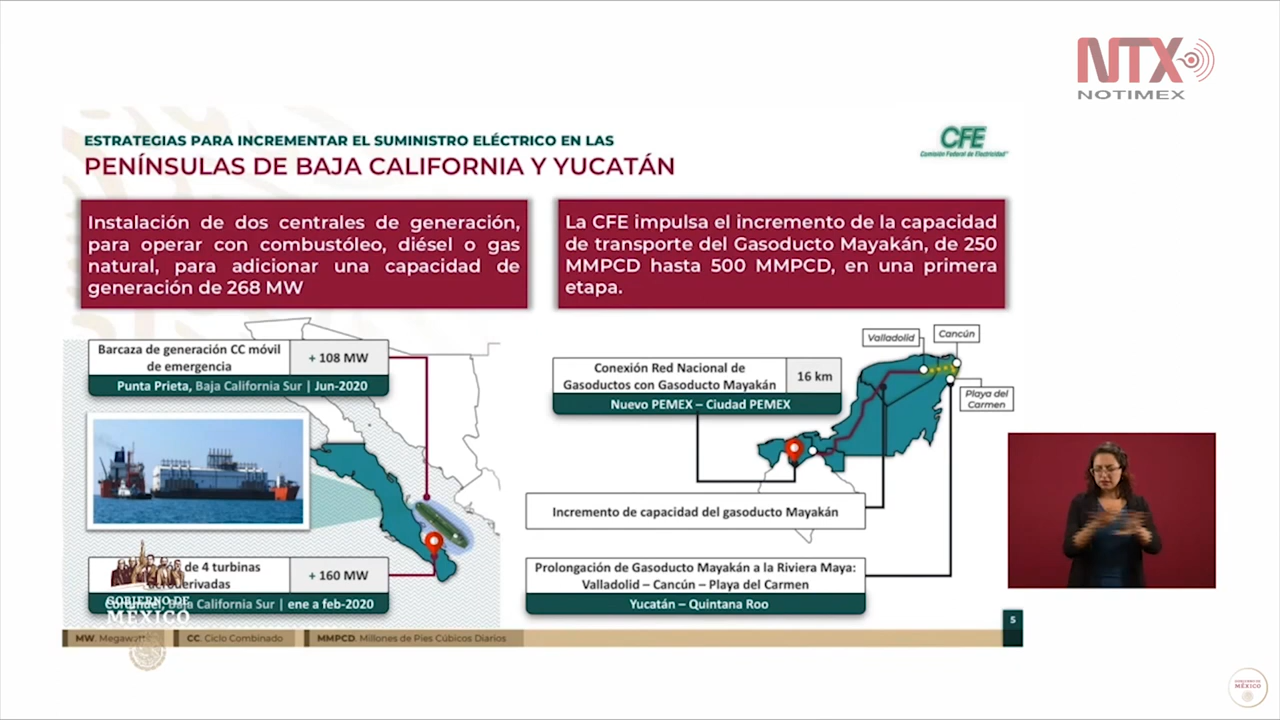 NTX
NOTIMEX
ESTRATEGIAS PARA INCREMENTAR EL SUMINISTRO ELÉCTRICO EN LAS
PENÍNSULAS DE BAJA CALIFORNIA Y YUCATÁN
CFE
Comisión Federal de Electricidad
Instalación de dos centrales de generación,
para operar con combustóleo, diésel o gas
natural, para adicionar una capacidad de
generación de 268 MW
La CFE impulsa el incremento de la capacidad
de transporte del Gasoducto Mayakán, de 250
MMPCD hasta 500 MMPCD, en una primera
etapa.
Barcaza de generación CC móvil
de emergencia
+ 108 MW
Punta Prieta, Baja California Sur | Jun-2020
de 4 turbinas
+ 160 MW
Baja California Sur | ene a feb-2020
GOBIERNO DE
MÉXICO
Valladolid
Cancún
Playa del
Carmen
Conexión Red Nacional de
Gasoductos con Gasoducto Mayakán
16 km
Nuevo PEMEX – Ciudad PEMEX
Incremento de capacidad del gasoducto Mayakán
Prolongación de Gasoducto Mayakán a la Riviera Maya:
Valladolid – Cancún – Playa del Carmen
Yucatán – Quintana Roo
5
MW.
CC. Ciclo Combinado
MMPCD. Millones de Pies Cúbicos Diarios
GOBIERNO DE
MÉXICO